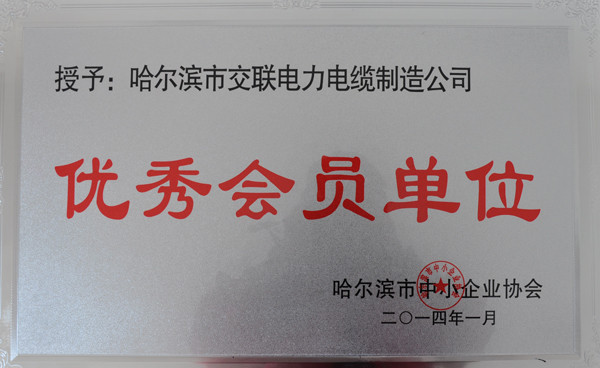 授予：哈尔滨市交联电力电缆制造公司
优秀会员单位
哈尔滨市中小企业协会
二〇一四年一月